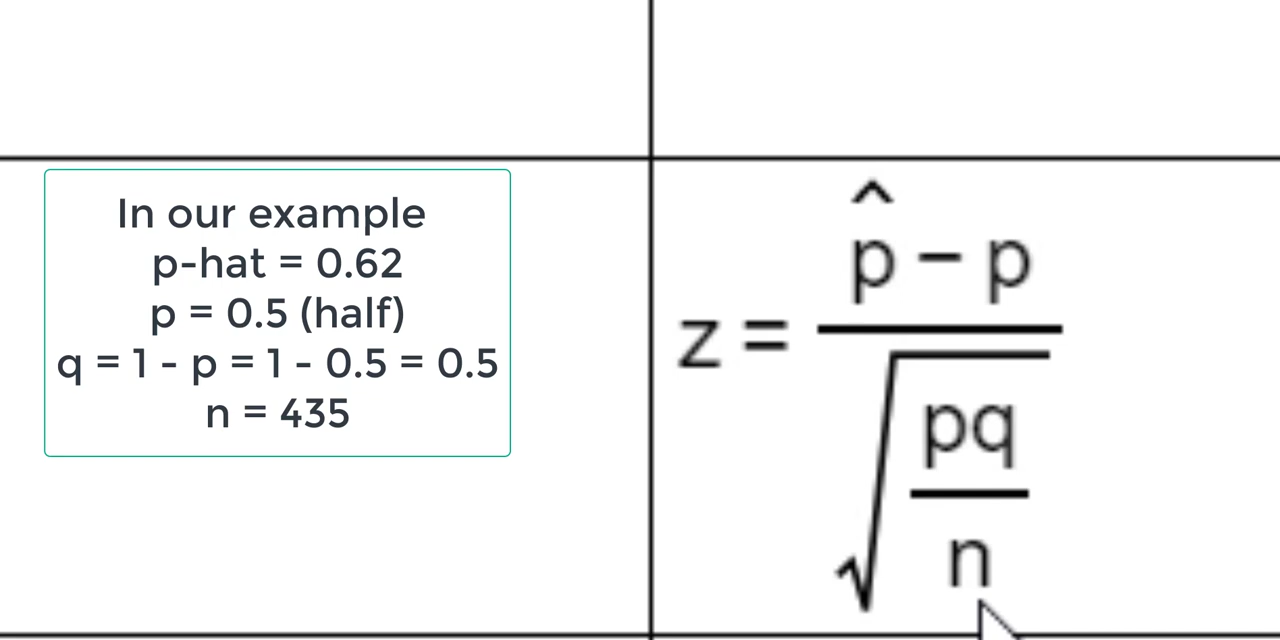 In our example
p-hat = 0.62
p = 0.5 (half)
q = 1 - p = 1 - 0.5 = 0.5
n = 435
^
p − p
z =
√
pq
n